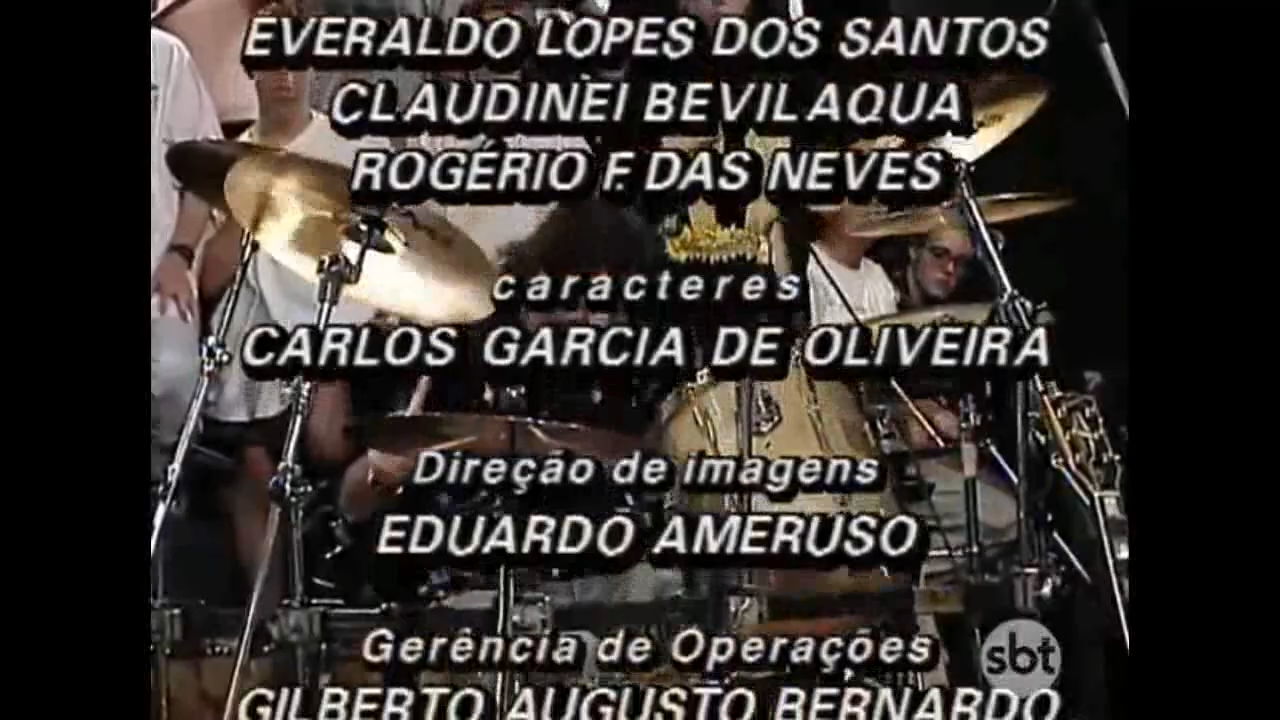 EVERALDO LOPES DOS SANTOS
CLAUDINEI BEVILAQUA
ROGÉRIO F. DAS NEVES
caracteres
CARLOS GARCIA DE OLIVEIRA
Direção de imagens
EDUARDO AMERUSO
Gerência de Operações
sbt
GILBERTO AUGUSTO BERNARDO